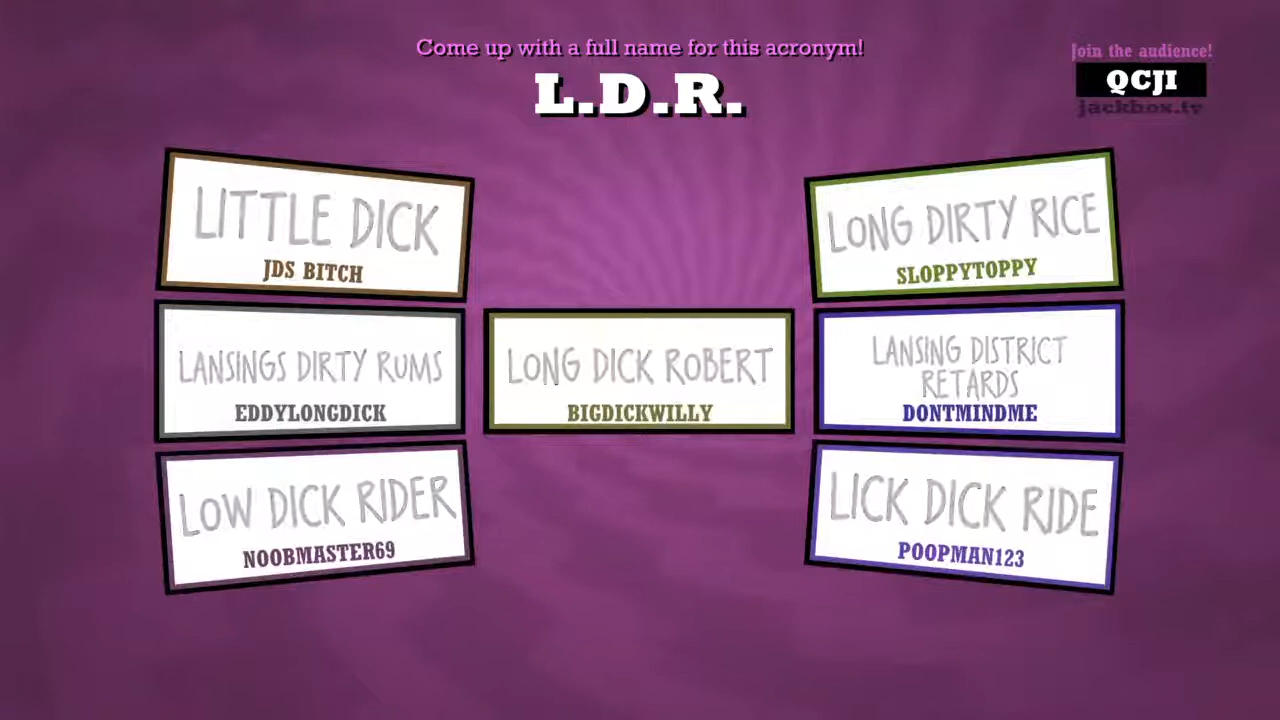 Come up with a full name for this acronym!
L.D.R.
Join the audience!
QCJI
jackbox.tv
LITTLE DICK
JDS BITCH
LANSINGS DIRTY RUMS
EDDYLONGDICK
LOW DICK RIDER
NOOBMASTER69
LONG DICK ROBERT
BIGDICKWILLY
LONG DIRTY RICE
SLOPPYTOPPY
LANSING DISTRICT
RETARDS
DONTMINDME
LICK DICK RIDE
POOPMAN123